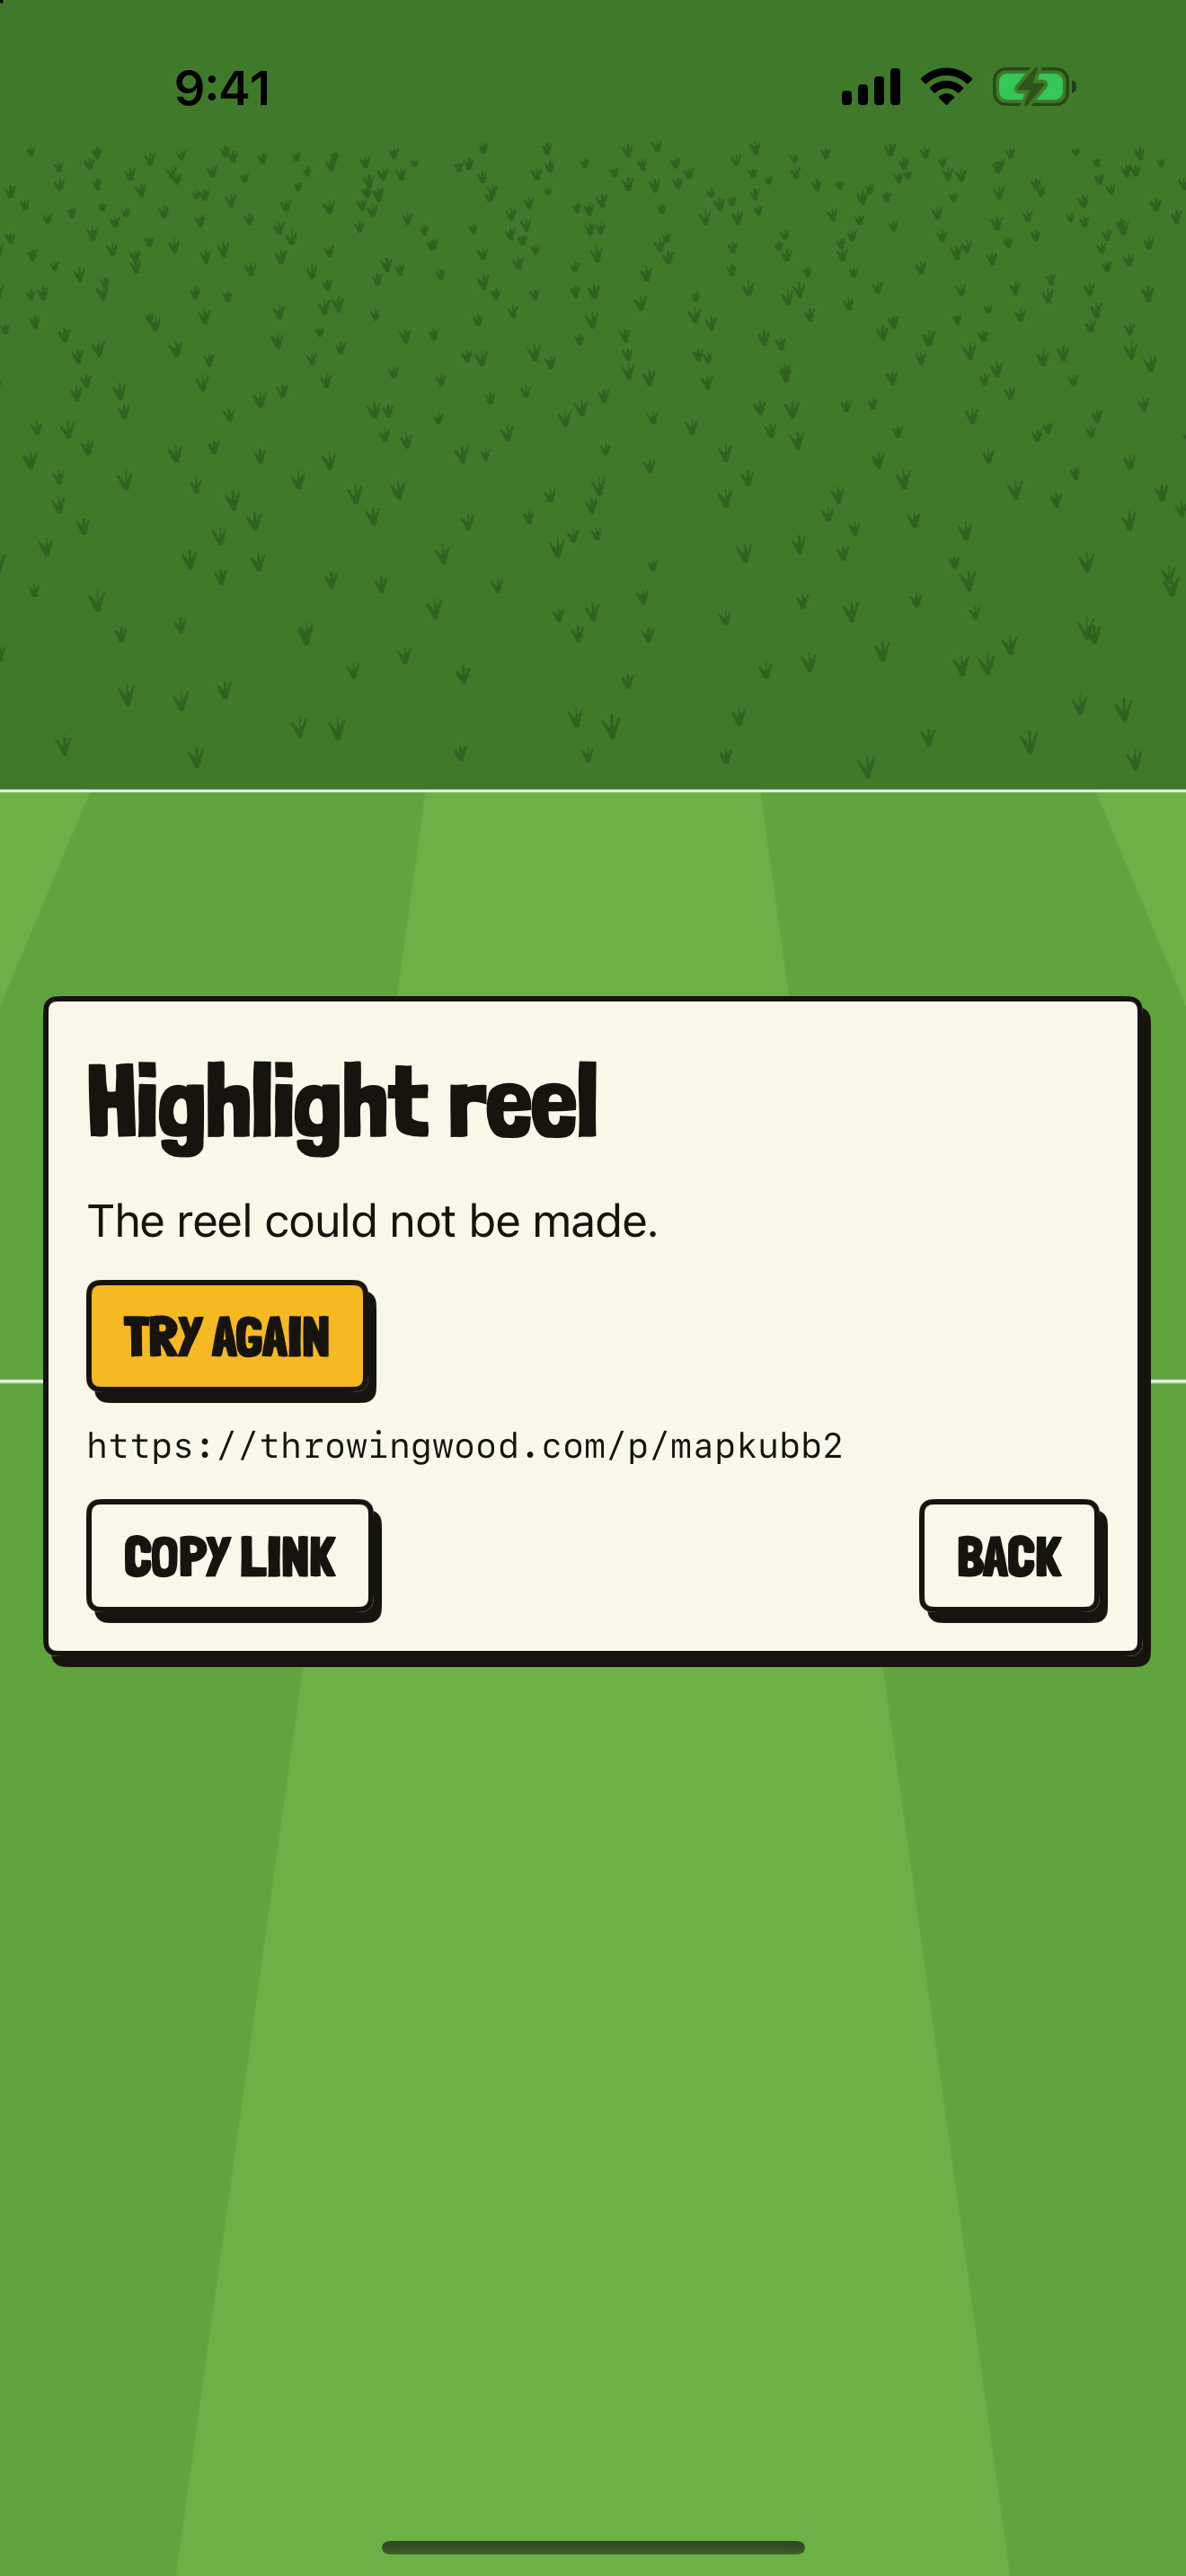 9:41
Highlight reel
The reel could not be made.
TRY AGAIN
https://throwingwood.com/p/mapkubb2
COPY LINK
BACK